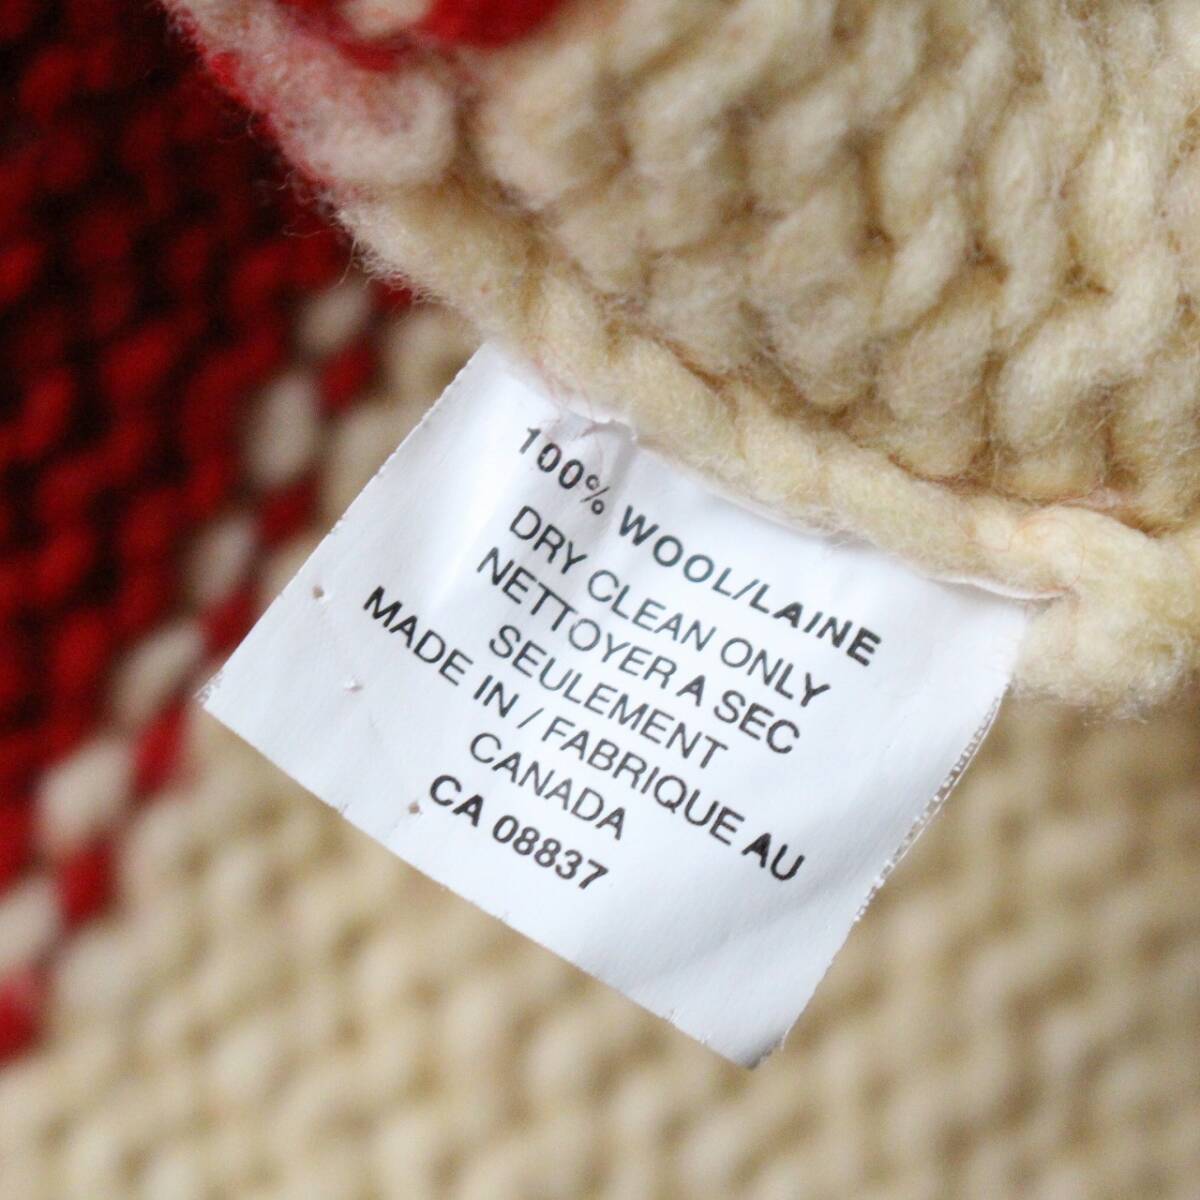 100% WOOL/LAINE
DRY CLEAN ONLY
NETTOYER A SEC
SEULEMENT
MADE IN / FABRIQUE AU
CANADA
CA 08837